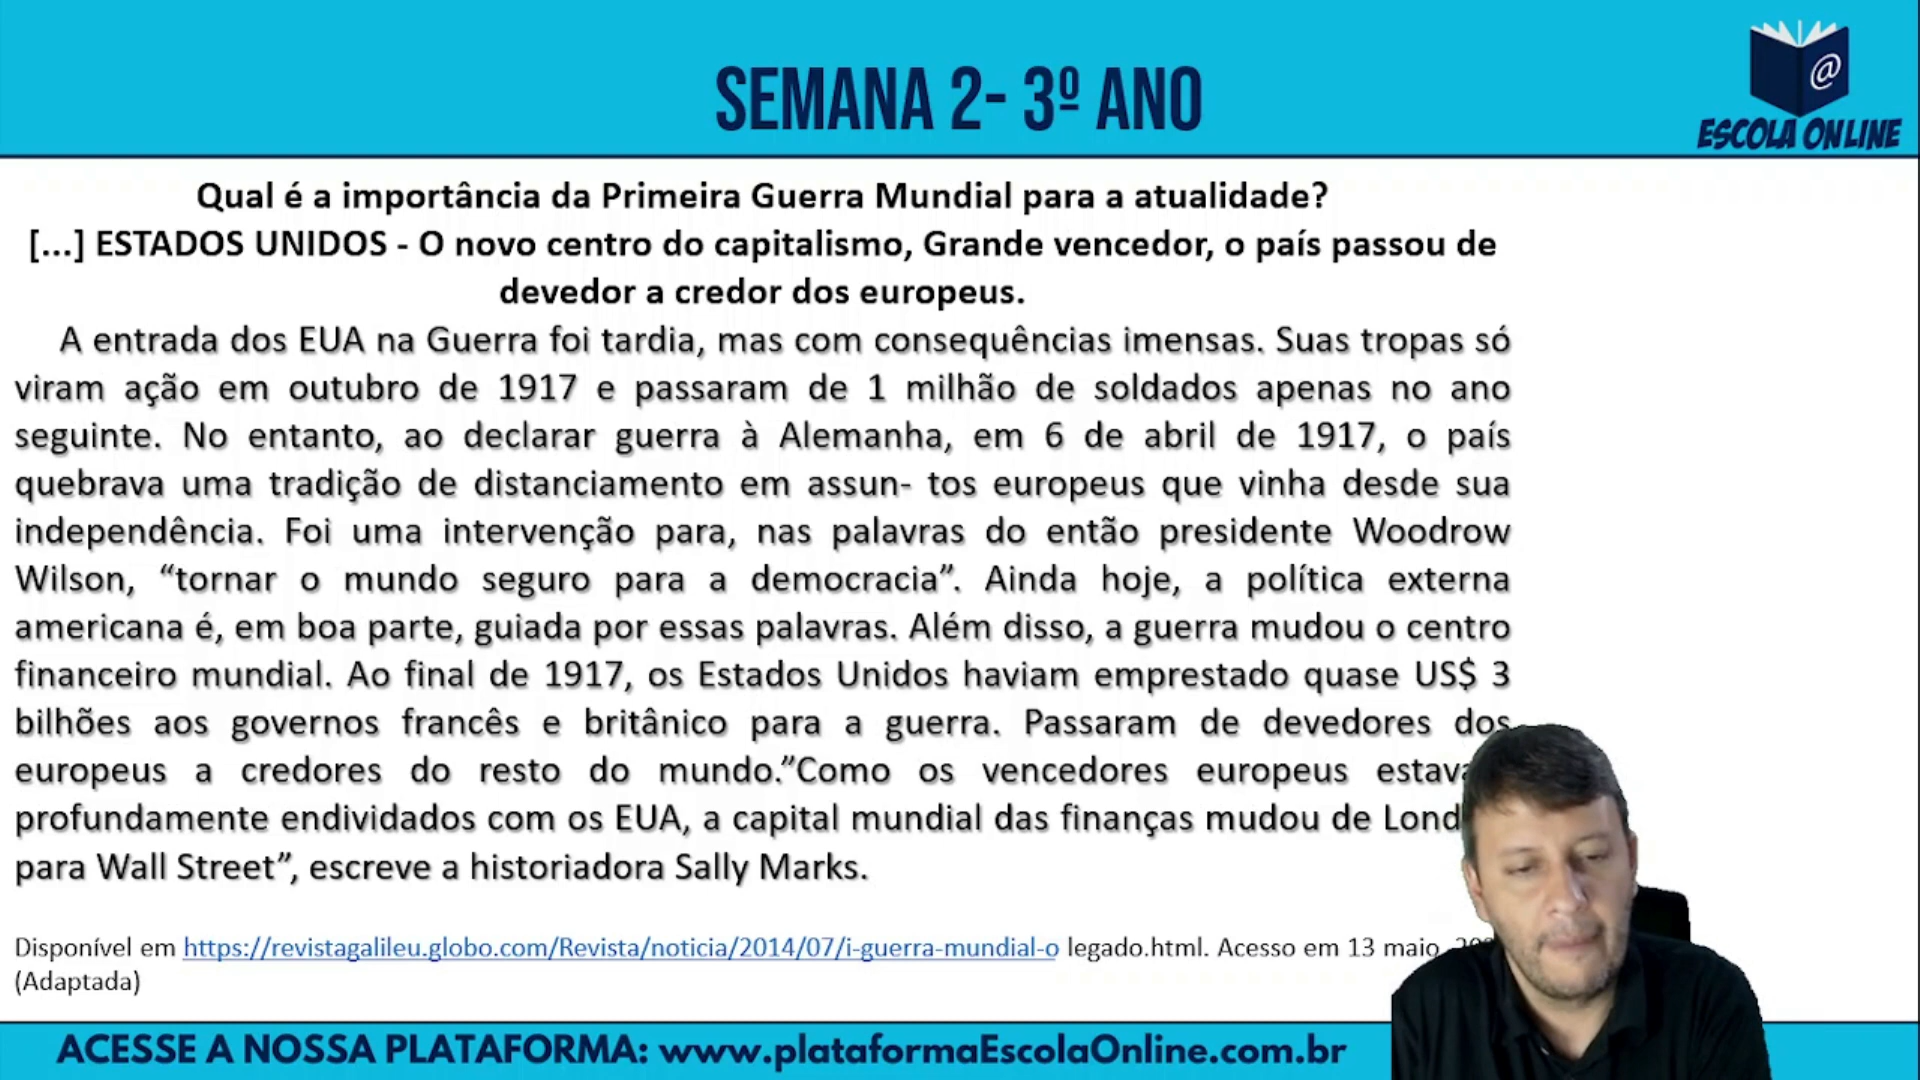 SEMANA 2- 3º ANO
@
ESCOLA ONLINE
Qual é a importância da Primeira Guerra Mundial para a atualidade?
[...] ESTADOS UNIDOS - O novo centro do capitalismo, Grande vencedor, o país passou de
devedor a credor dos europeus.
A entrada dos EUA na Guerra foi tardia, mas com consequências imensas. Suas tropas só
viram ação em outubro de 1917 e passaram de 1 milhão de soldados apenas no ano
seguinte. No entanto, ao declarar guerra à Alemanha, em 6 de abril de 1917, o país
quebrava uma tradição de distanciamento em assun- tos europeus que vinha desde sua
independência. Foi uma intervenção para, nas palavras do então presidente Woodrow
Wilson, “tornar o mundo seguro para a democracia”. Ainda hoje, a política externa
americana é, em boa parte, guiada por essas palavras. Além disso, a guerra mudou o centro
financeiro mundial. Ao final de 1917, os Estados Unidos haviam emprestado quase US$ 3
bilhões aos governos francês e britânico para a guerra. Passaram de devedores dos
europeus a credores do resto do mundo.”Como os vencedores europeus
profundamente endividados com os EUA, a capital mundial das finanças mudou de
para Wall Street”, escreve a historiadora Sally Marks.
Disponível em https://revistagalileu.globo.com/Revista/noticia/2014/07/i-guerra-mundial-o legado.html. Acesso em 13 maio
(Adaptada)
ACESSE A NOSSA PLATAFORMA: www.plataformaEscolaOnline.com.br